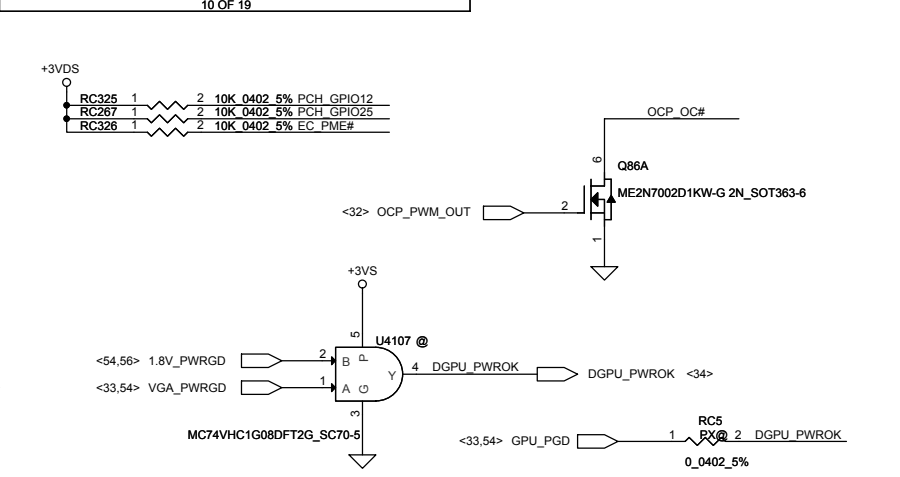 10 OF 19
+3VDS
RC325 1 2 10K_0402_5% PCH_GPIO12
RC267 1 2 10K_0402_5% PCH_GPIO25
RC326 1 2 10K_0402_5% EC_PME#
OCP_OC#
6
Q86A
ME2N7002D1KW-G 2N_SOT363-6
<32> OCP_PWM_OUT 2
1
+3VS
5
U4107 @
<54,56> 1.8V_PWRGD 2 B P
Y 4 DGPU_PWROK DGPU_PWROK <34>
<33,54> VGA_PWRGD 1 A G
3
MC74VHC1G08DFT2G_SC70-5
RC5
<33,54> GPU_PGD 1 PX@ 2 DGPU_PWROK
0_0402_5%